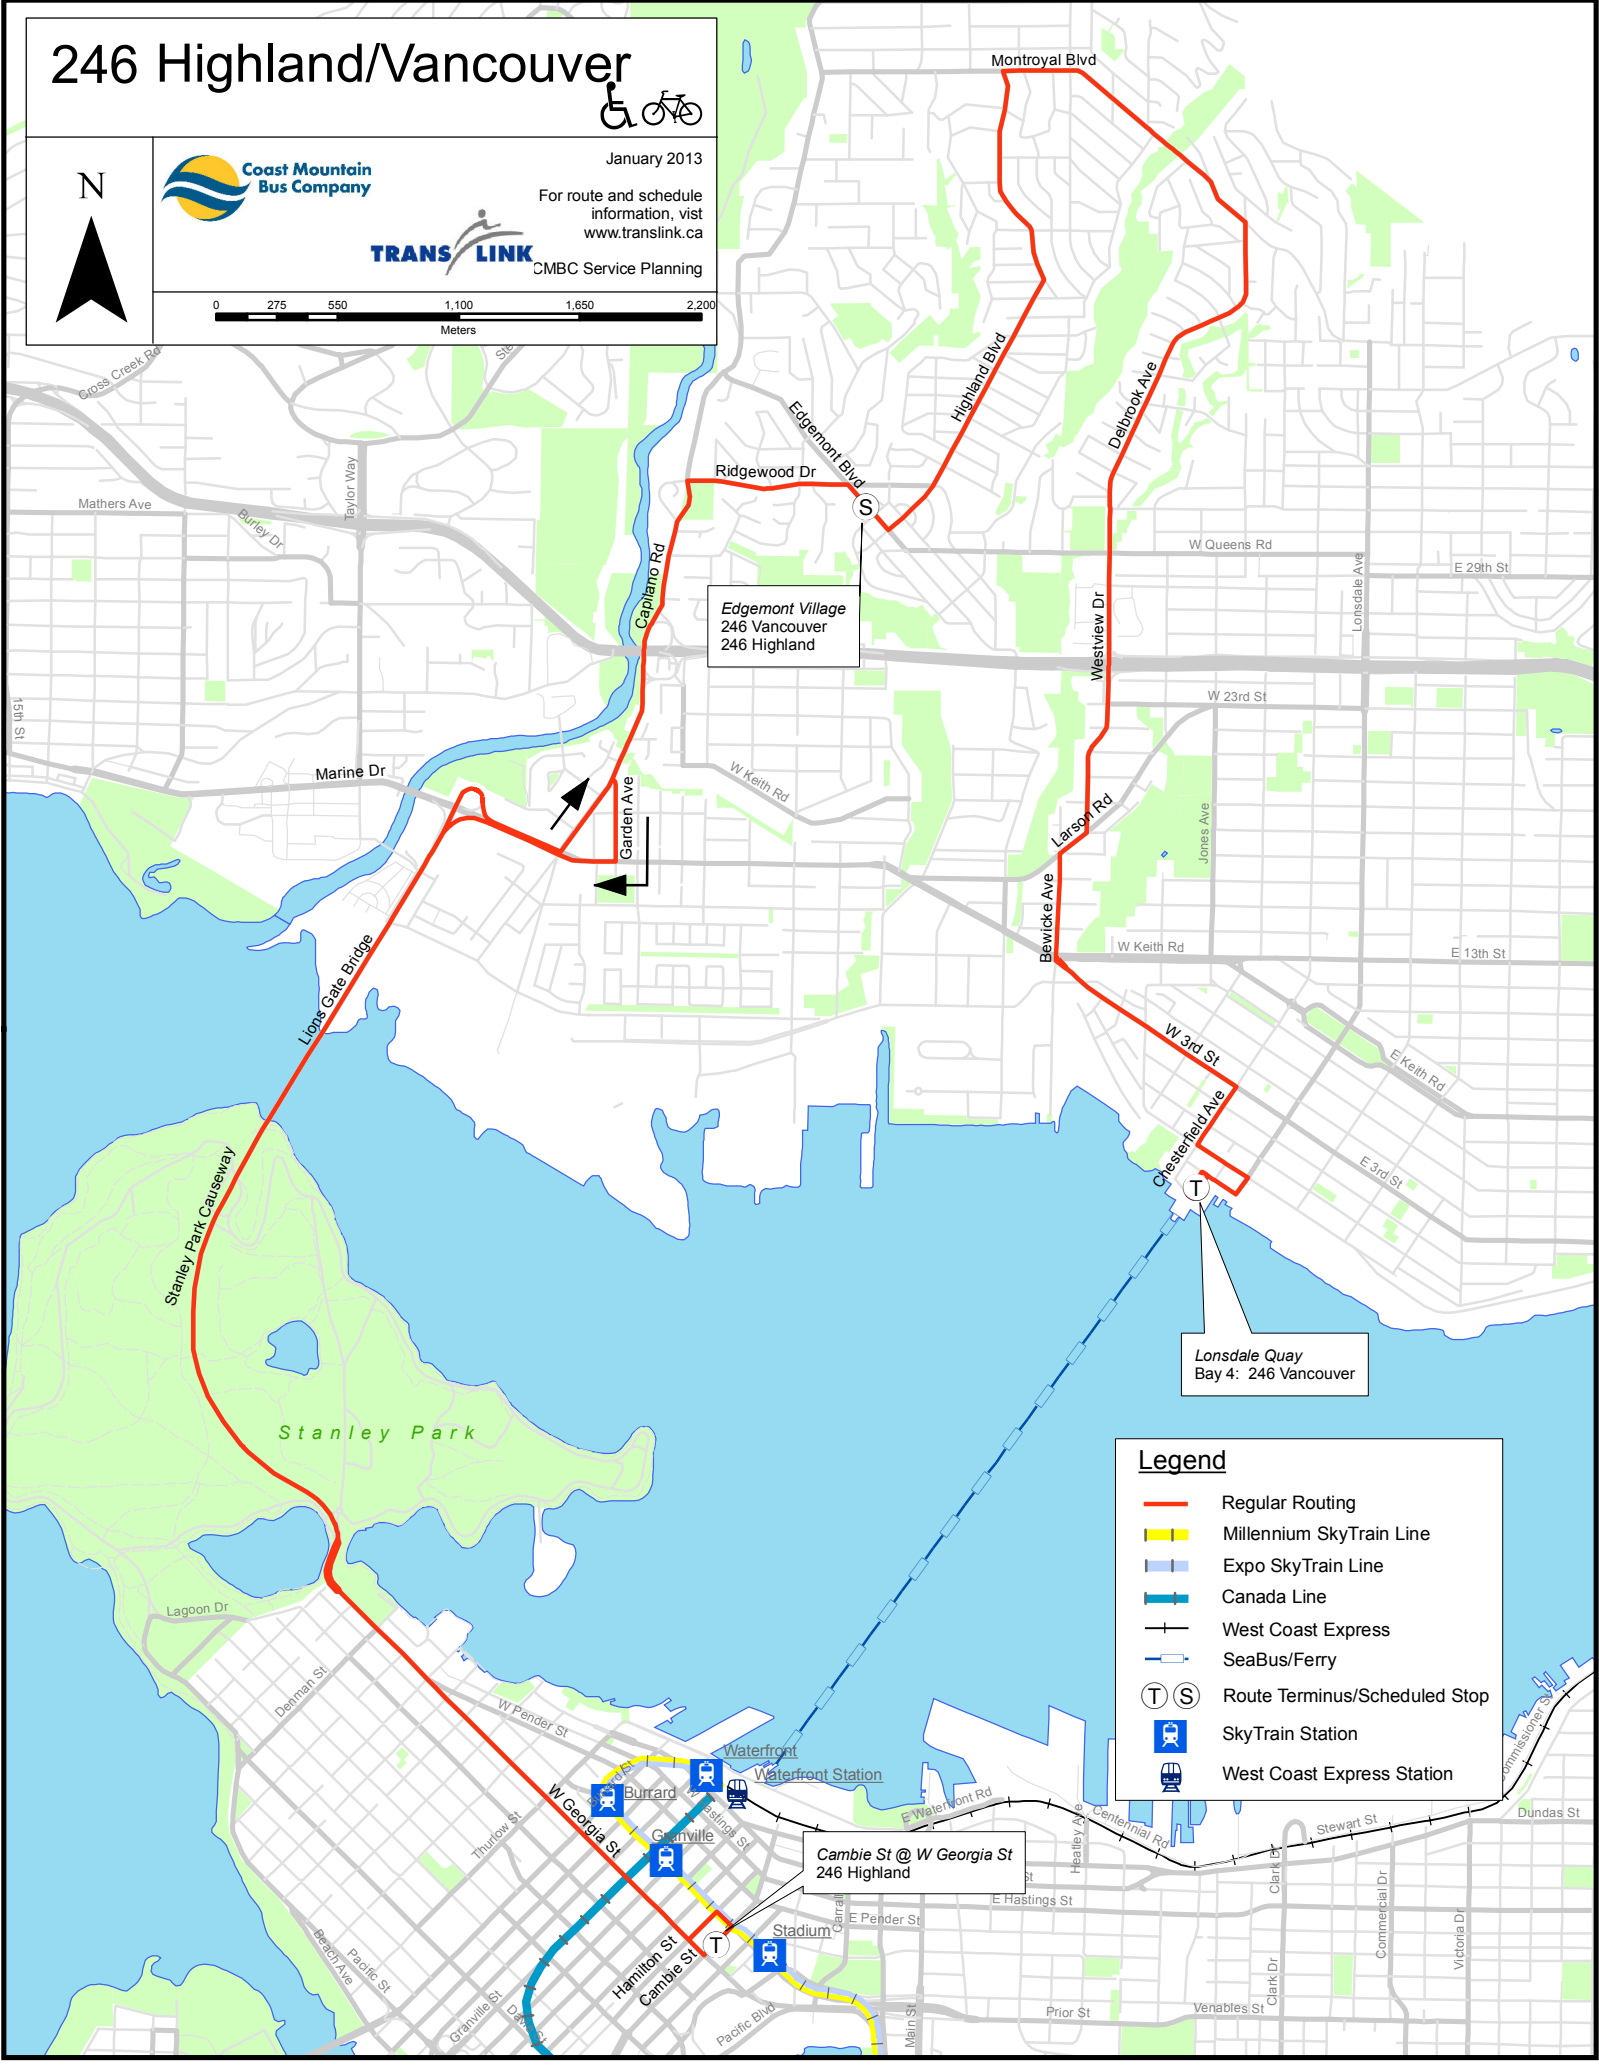 246 Highland/Vancouver
N
Coast Mountain
Bus Company
January 2013
For route and schedule
information, vist
www.translink.ca
TRANS LINK
CMBC Service Planning
0 275 550 1,100 1,650 2,200
Meters
Montroyal Blvd
Cross Creek Rd
Highland Blvd
Delbrook Ave
Edgemont Blvd
Ridgewood Dr
S
Taylor Way
Mathers Ave
Burley Dr
W Queens Rd
Lonsdale Ave
E 29th St
Capilano Rd
Edgemont Village
246 Vancouver
246 Highland
Westview Dr
15th St
W 23rd St
Marine Dr
W Keith Rd
Garden Ave
Larson Rd
Jones Ave
Bewicke Ave
W Keith Rd
E 13th St
Lions Gate Bridge
W 3rd St
E Keith Rd
Chesterfield Ave
E 3rd St
T
Stanley Park Causeway
Lonsdale Quay
Bay 4: 246 Vancouver
Stanley Park
Legend
Regular Routing
Millennium SkyTrain Line
Expo SkyTrain Line
Canada Line
West Coast Express
SeaBus/Ferry
T S Route Terminus/Scheduled Stop
SkyTrain Station
West Coast Express Station
Lagoon Dr
Denman St
W Pender St
Waterfront
Waterfront Station
Burrard St
Burrard
W Hastings St
W Georgia St
Thurlow St
Granville
E Waterfront Rd
Heatley Ave
Centennial Rd
Stewart St
Dundas St
Cambie St @ W Georgia St
246 Highland
St
E Hastings St
E Pender St
Clark Dr
Commercial Dr
Victoria Dr
Stadium
T
Hamilton St
Cambie St
Beach Ave
Pacific St
Granville St
Pacific Blvd
Main St
Prior St
Venables St
Clark Dr